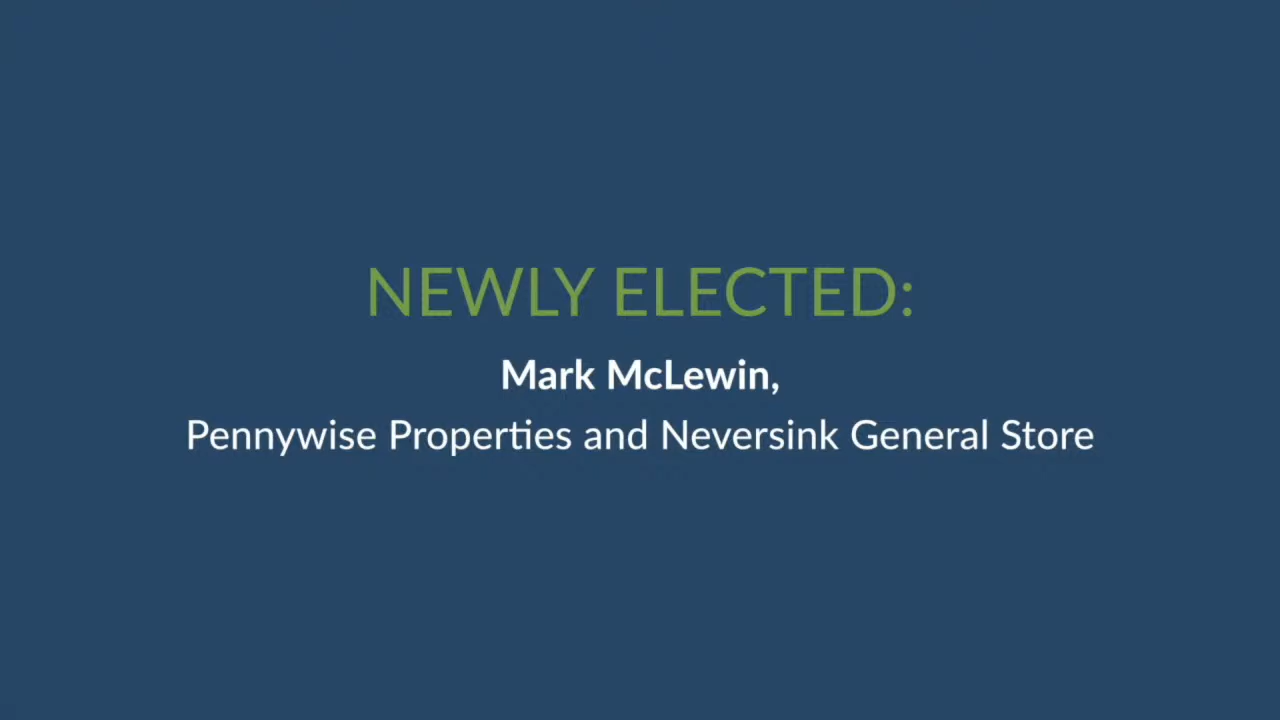 NEWLY ELECTED:
Mark McLewin,
Pennywise Properties and Neversink General Store